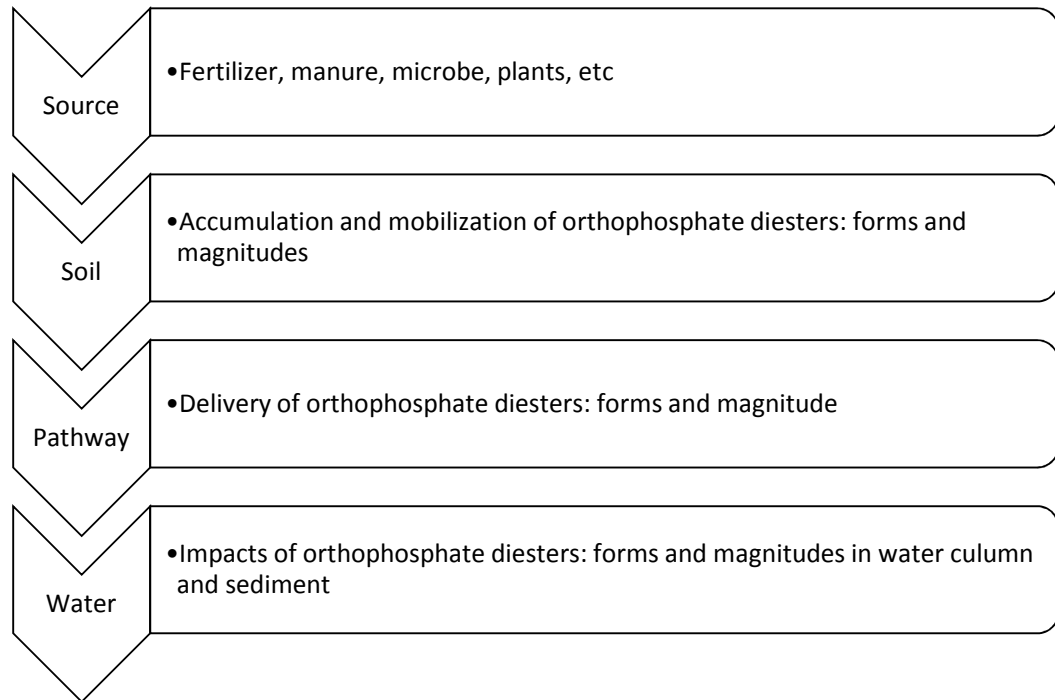 Source
•Fertilizer, manure, microbe, plants, etc
Soil
•Accumulation and mobilization of orthophosphate diesters: forms and
magnitudes
Pathway
•Delivery of orthophosphate diesters: forms and magnitude
Water
•Impacts of orthophosphate diesters: forms and magnitudes in water culumn
and sediment